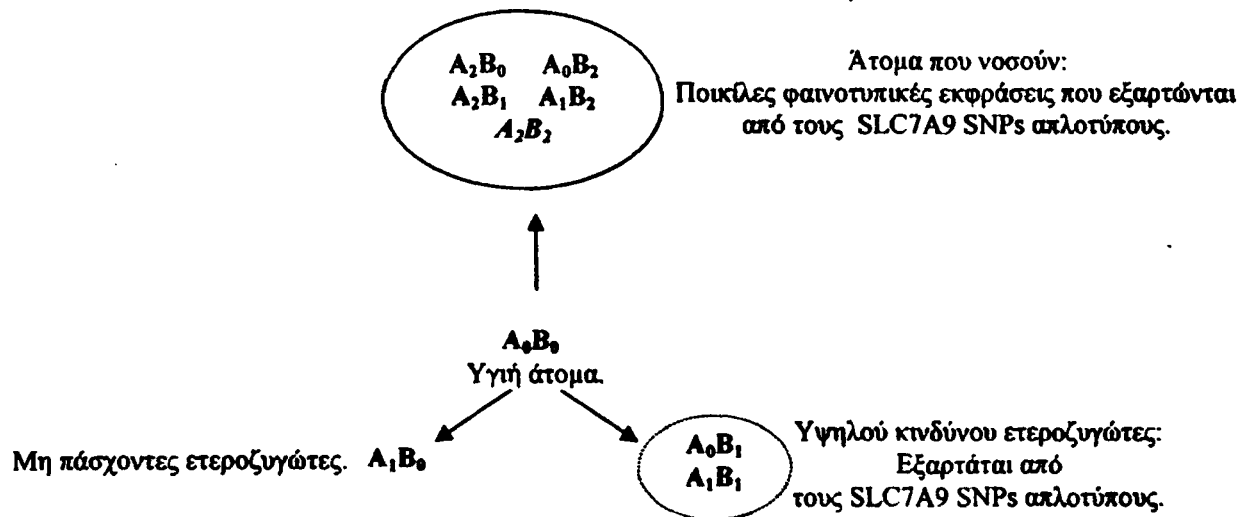 A₂B₀ A₀B₂
A₂B₁ A₁B₂
A₂B₂
Άτομα που νοσούν:
Ποικίλες φαινοτυπικές εκφράσεις που εξαρτώνται
από τους SLC7A9 SNPs απλοτύπους.
A₀B₀
Υγιή άτομα.
Μη πάσχοντες ετεροζυγώτες. A₁B₀
A₀B₁
A₁B₁
Υψηλού κινδύνου ετεροζυγώτες:
Εξαρτάται από
τους SLC7A9 SNPs απλοτύπους.